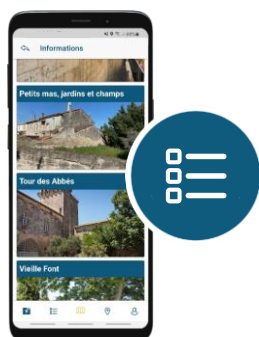 Informations
Petits mas, jardins et champs
Tour des Abbés
Vieille Font